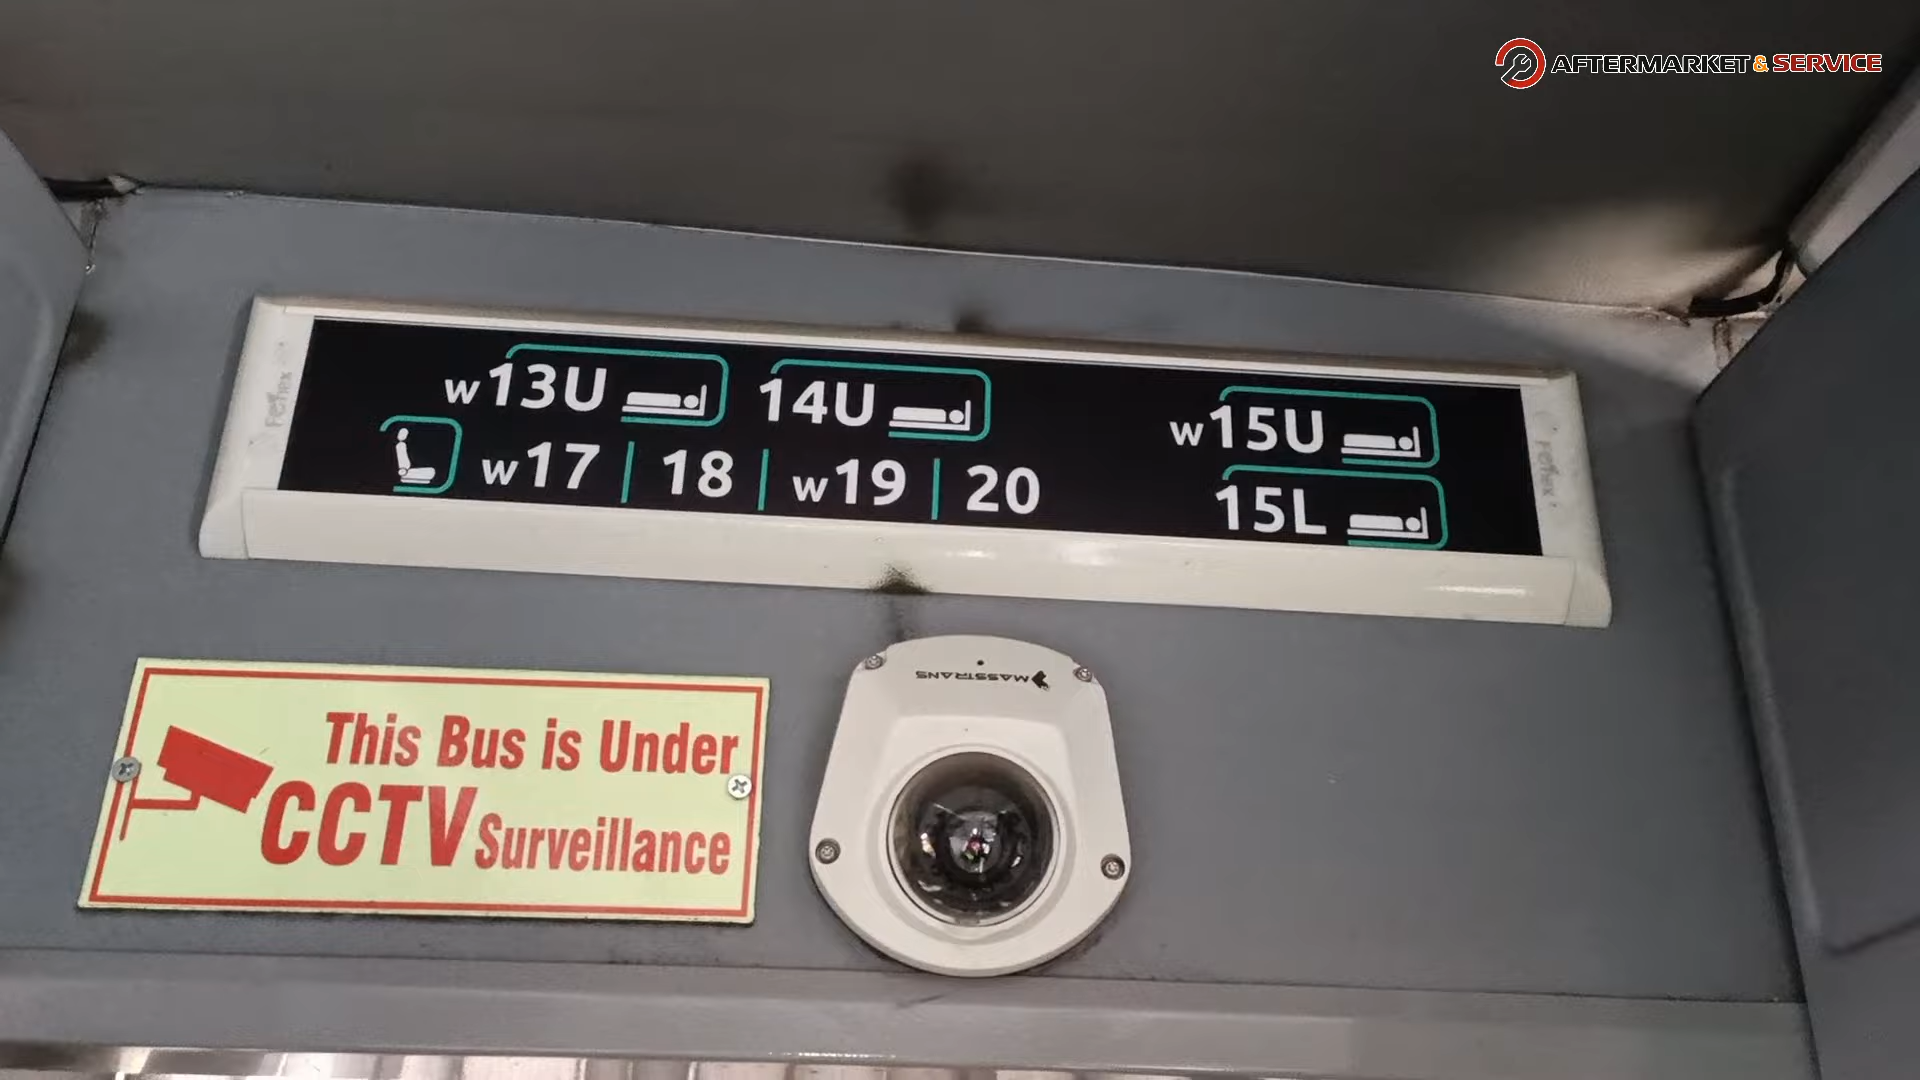 AFTERMARKET & SERVICE
w13U 14U w15U
w17 | 18 | w19 | 20 15L
This Bus is Under
CCTV Surveillance
MASSTRANS